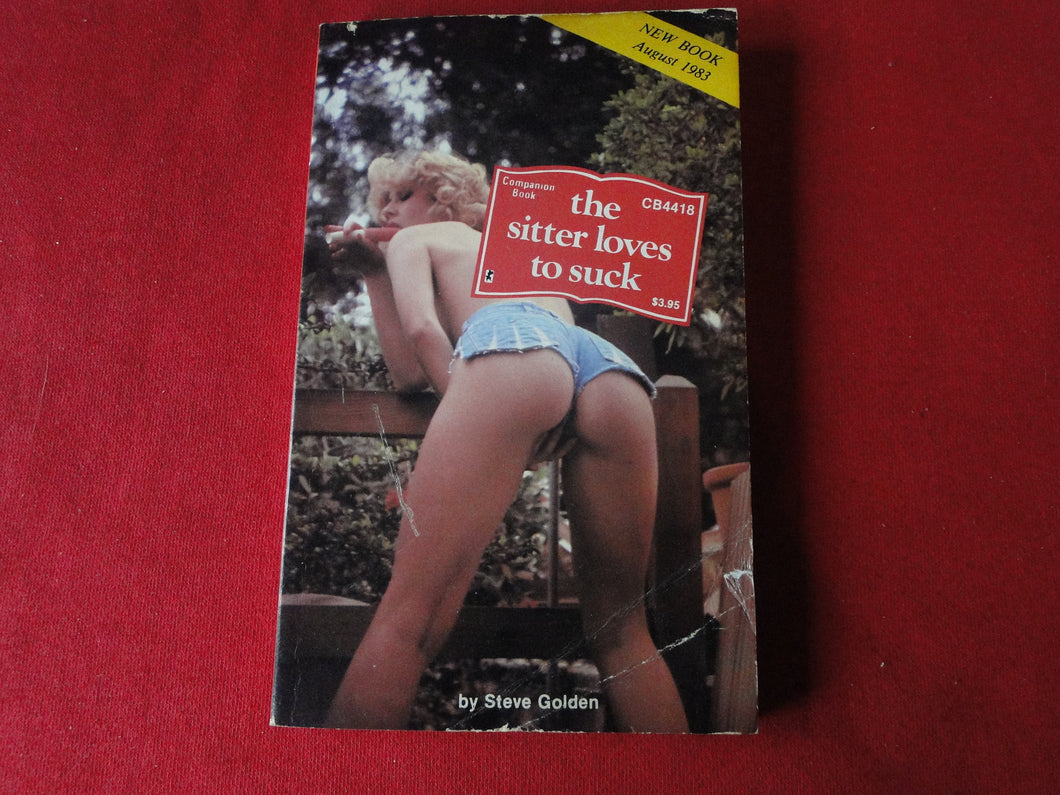 NEW BOOK
August 1983
Companion
Book
CB4418
the
sitter loves
to suck
$3.95
by Steve Golden